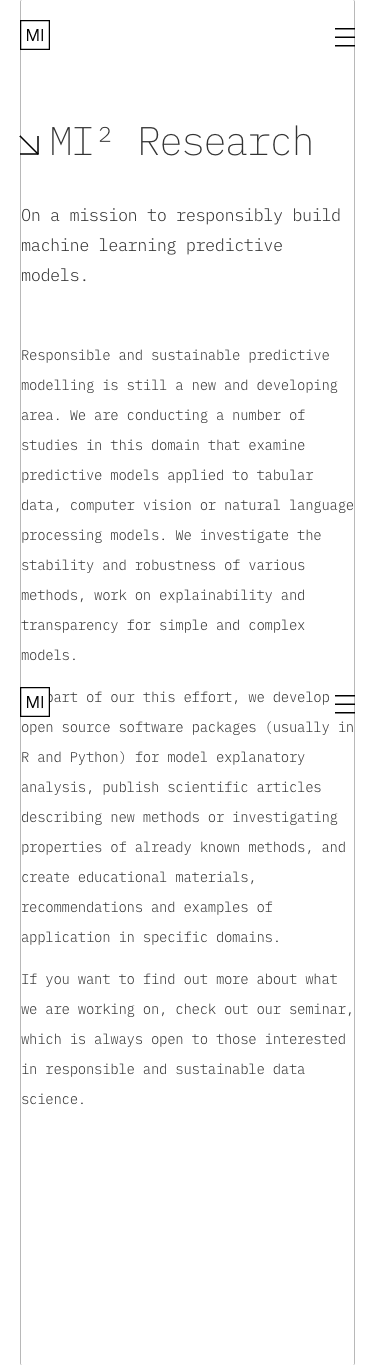 MI
MI² Research
On a mission to responsibly build
machine learning predictive
models.
Responsible and sustainable predictive
modelling is still a new and developing
area. We are conducting a number of
studies in this domain that examine
predictive models applied to tabular
data, computer vision or natural language
processing models. We investigate the
stability and robustness of various
methods, work on explainability and
transparency for simple and complex
models.
MI
part of our this effort, we develop
open source software packages (usually in
R and Python) for model explanatory
analysis, publish scientific articles
describing new methods or investigating
properties of already known methods, and
create educational materials,
recommendations and examples of
application in specific domains.
If you want to find out more about what
we are working on, check out our seminar,
which is always open to those interested
in responsible and sustainable data
science.